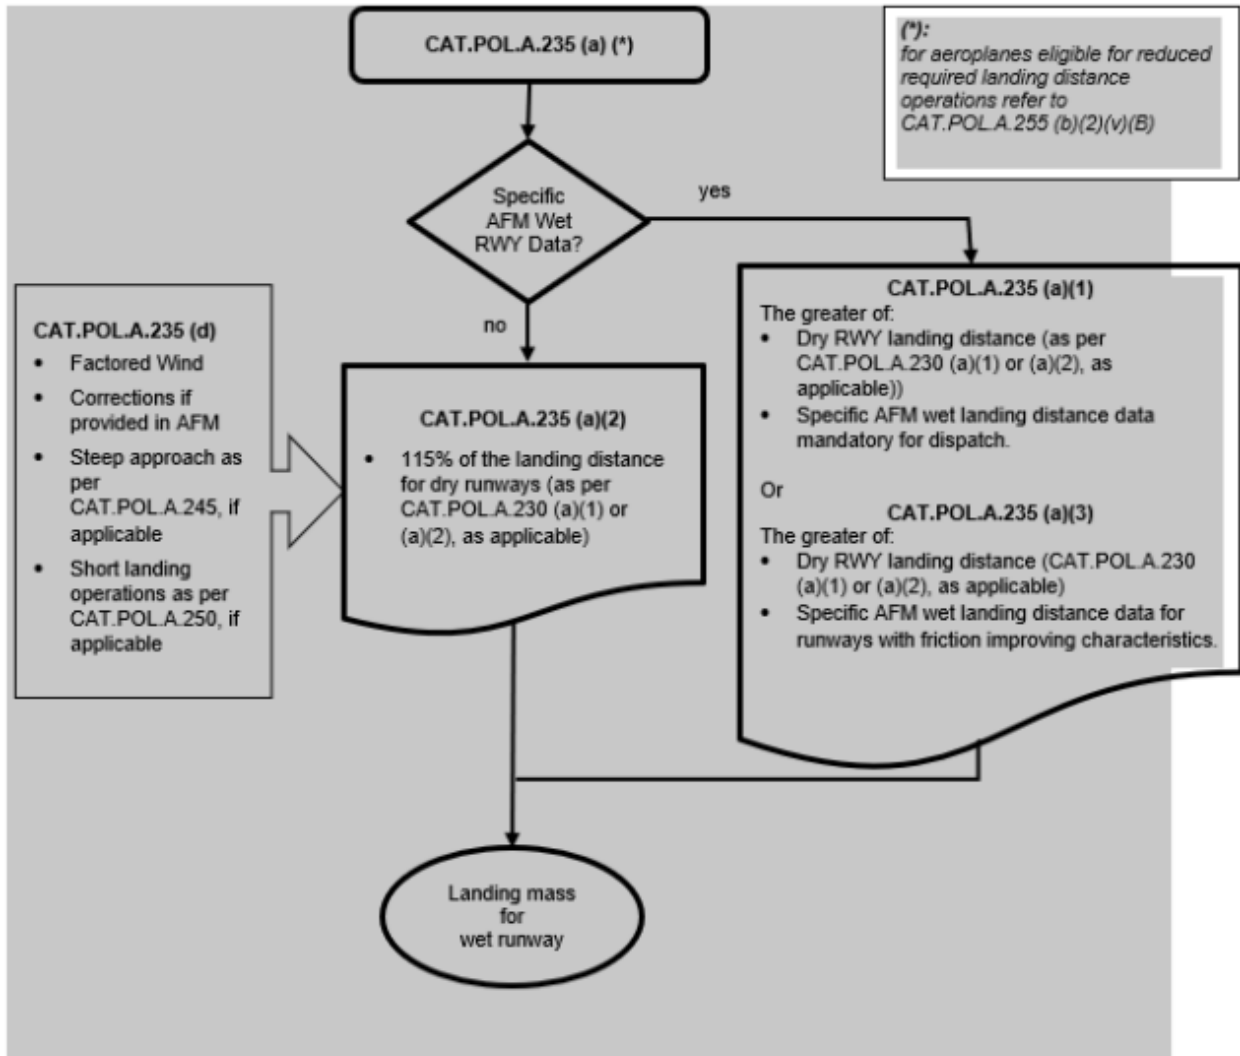 CAT.POL.A.235 (a) (*)
(*):
for aeroplanes eligible for reduced
required landing distance
operations refer to
CAT.POL.A.255 (b)(2)(v)(B)
Specific
AFM Wet
RWY Data?
yes
no
CAT.POL.A.235 (d)
• Factored Wind
• Corrections if
provided in AFM
• Steep approach as
per
CAT.POL.A.245, if
applicable
• Short landing
operations as per
CAT.POL.A.250, if
applicable
CAT.POL.A.235 (a)(2)
• 115% of the landing distance
for dry runways (as per
CAT.POL.A.230 (a)(1) or
(a)(2), as applicable)
CAT.POL.A.235 (a)(1)
The greater of:
• Dry RWY landing distance (as per
CAT.POL.A.230 (a)(1) or (a)(2), as
applicable))
• Specific AFM wet landing distance data
mandatory for dispatch.
Or
CAT.POL.A.235 (a)(3)
The greater of:
• Dry RWY landing distance (CAT.POL.A.230
(a)(1) or (a)(2), as applicable)
• Specific AFM wet landing distance data for
runways with friction improving characteristics.
Landing mass
for
wet runway